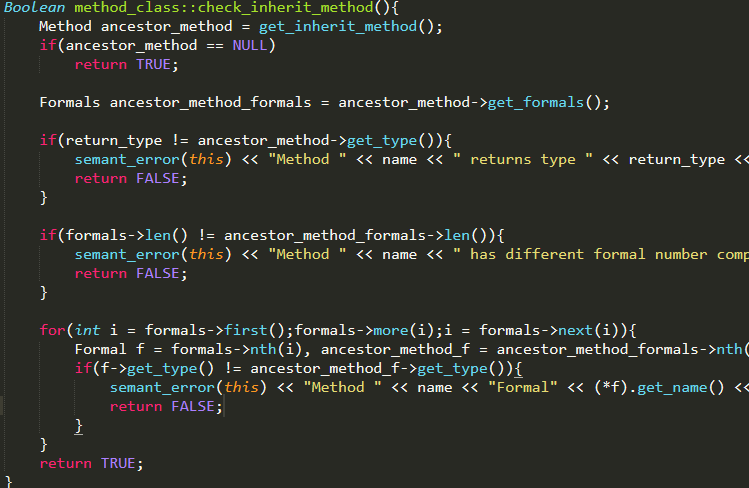 Boolean method_class::check_inherit_method(){
    Method ancestor_method = get_inherit_method();
    if(ancestor_method == NULL)
        return TRUE;

    Formals ancestor_method_formals = ancestor_method->get_formals();

    if(return_type != ancestor_method->get_type()){
        semant_error(this) << "Method " << name << " returns type " << return_type <<
        return FALSE;
    }

    if(formals->len() != ancestor_method_formals->len()){
        semant_error(this) << "Method " << name << " has different formal number comp
        return FALSE;
    }

    for(int i = formals->first();formals->more(i);i = formals->next(i)){
        Formal f = formals->nth(i), ancestor_method_f = ancestor_method_formals->nth(
        if(f->get_type() != ancestor_method_f->get_type()){
            semant_error(this) << "Method " << name << "Formal" << (*f).get_name() <<
            return FALSE;
        }
    }
    return TRUE;
}